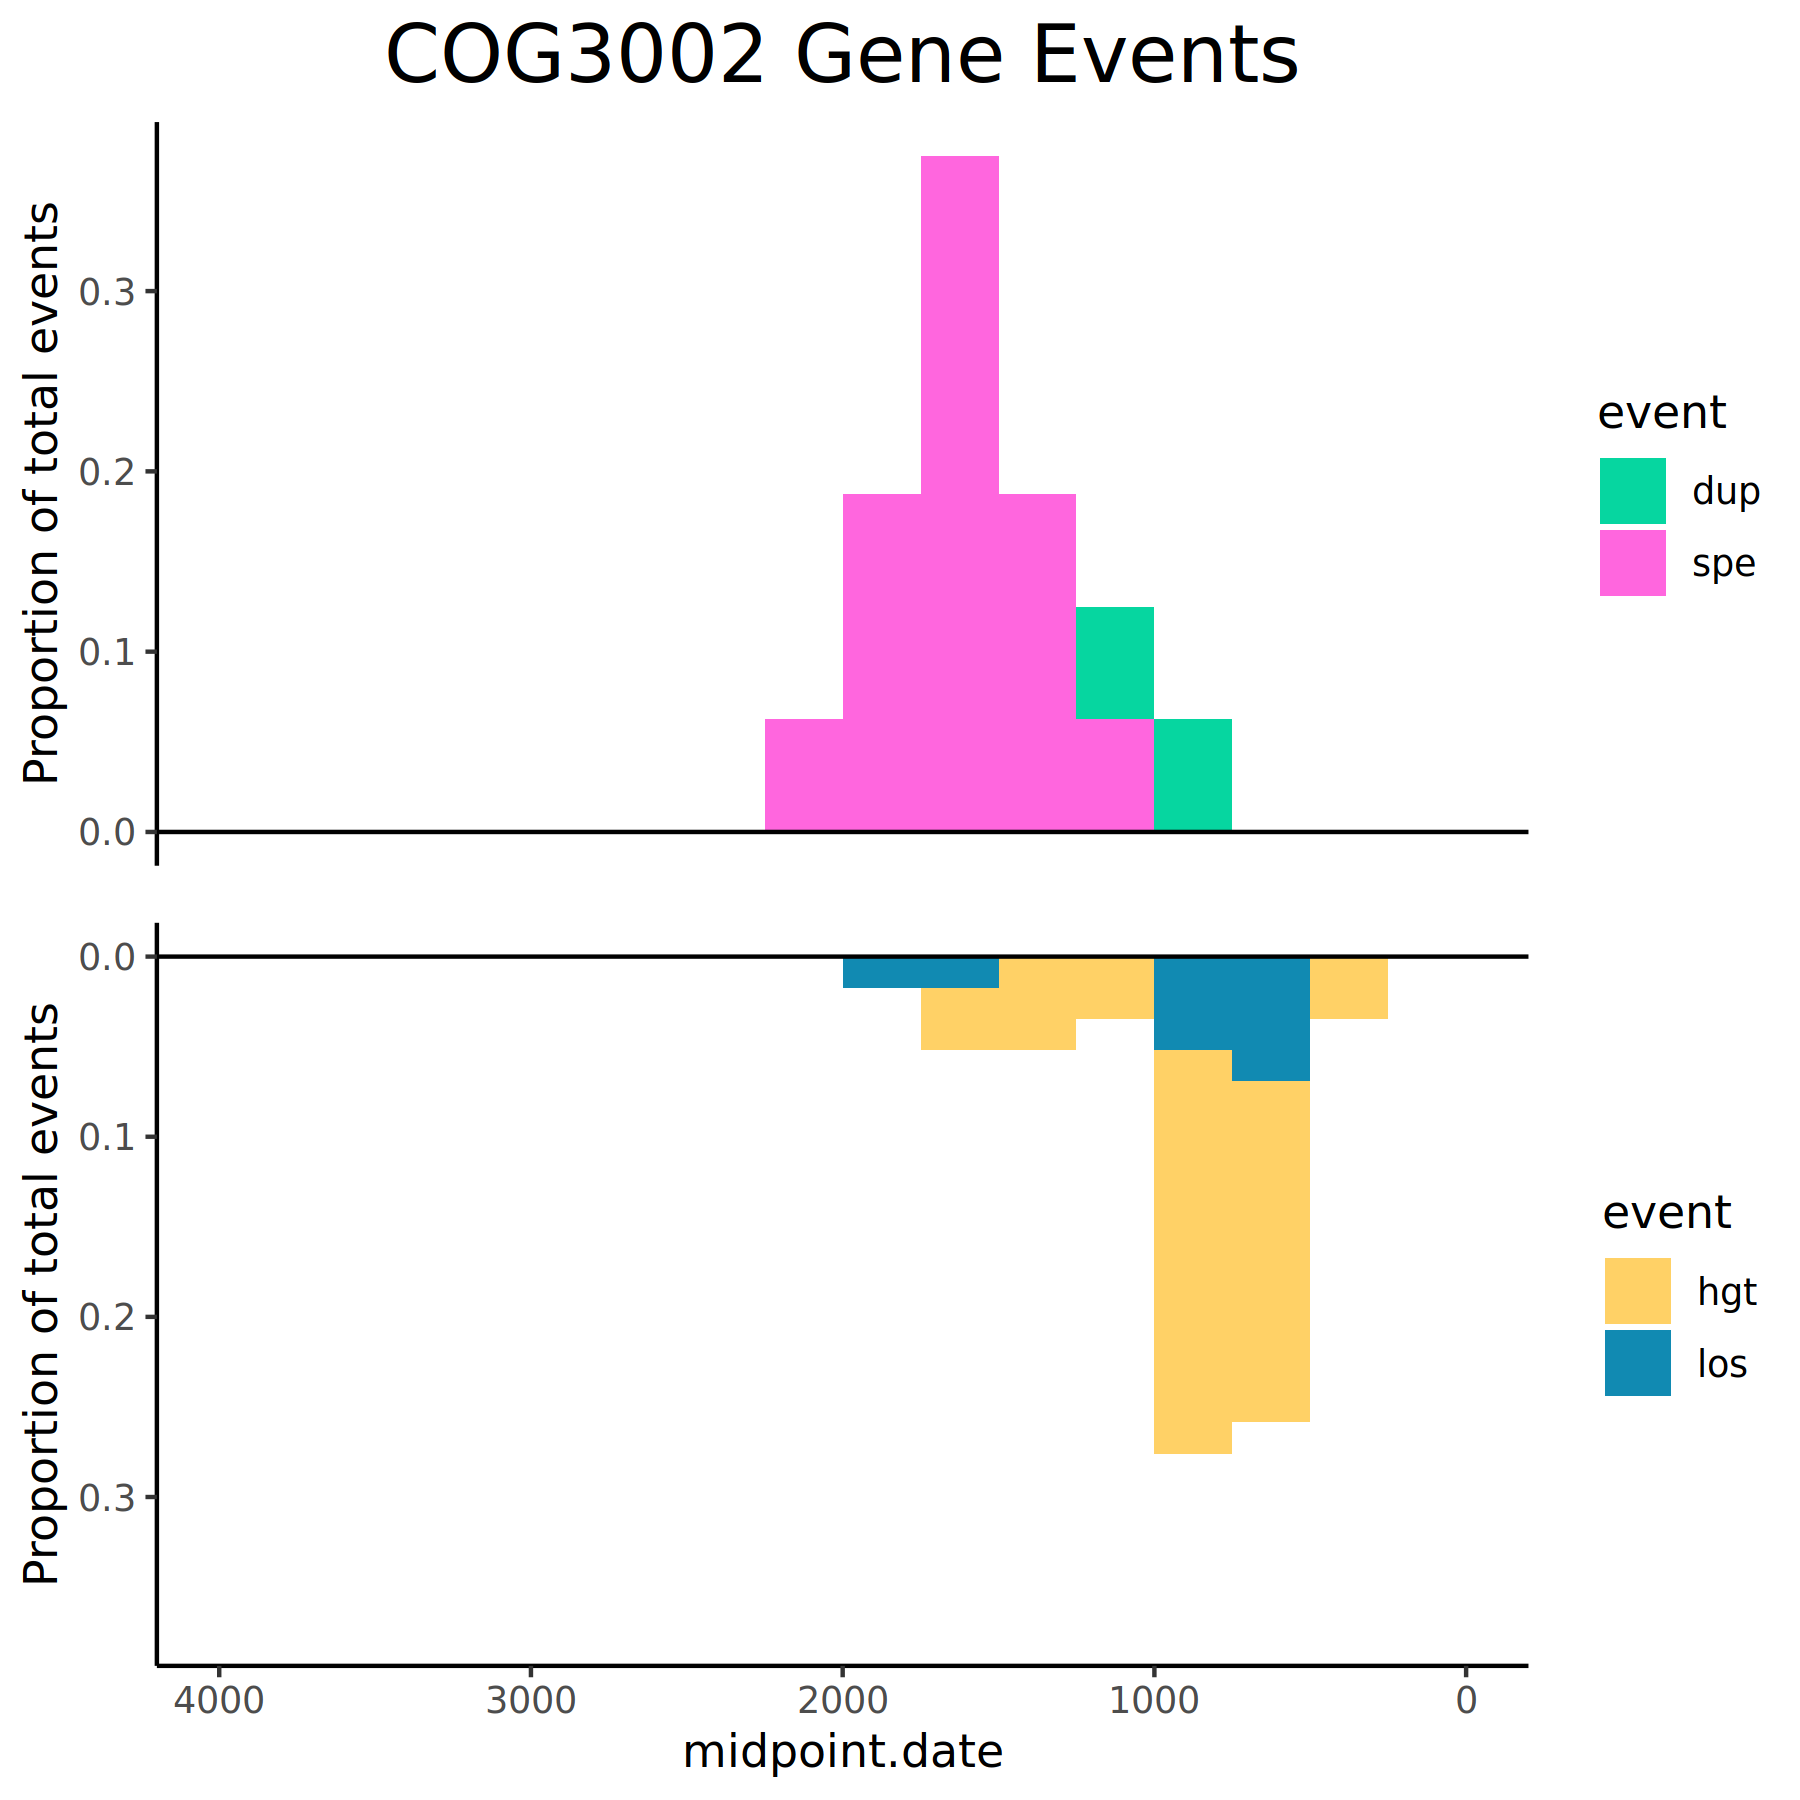 COG3002 Gene Events
Proportion of total events
0.3
0.2
0.1
0.0
event
dup
spe
Proportion of total events
0.0
0.1
0.2
0.3
event
hgt
los
4000 3000 2000 1000 0
midpoint.date